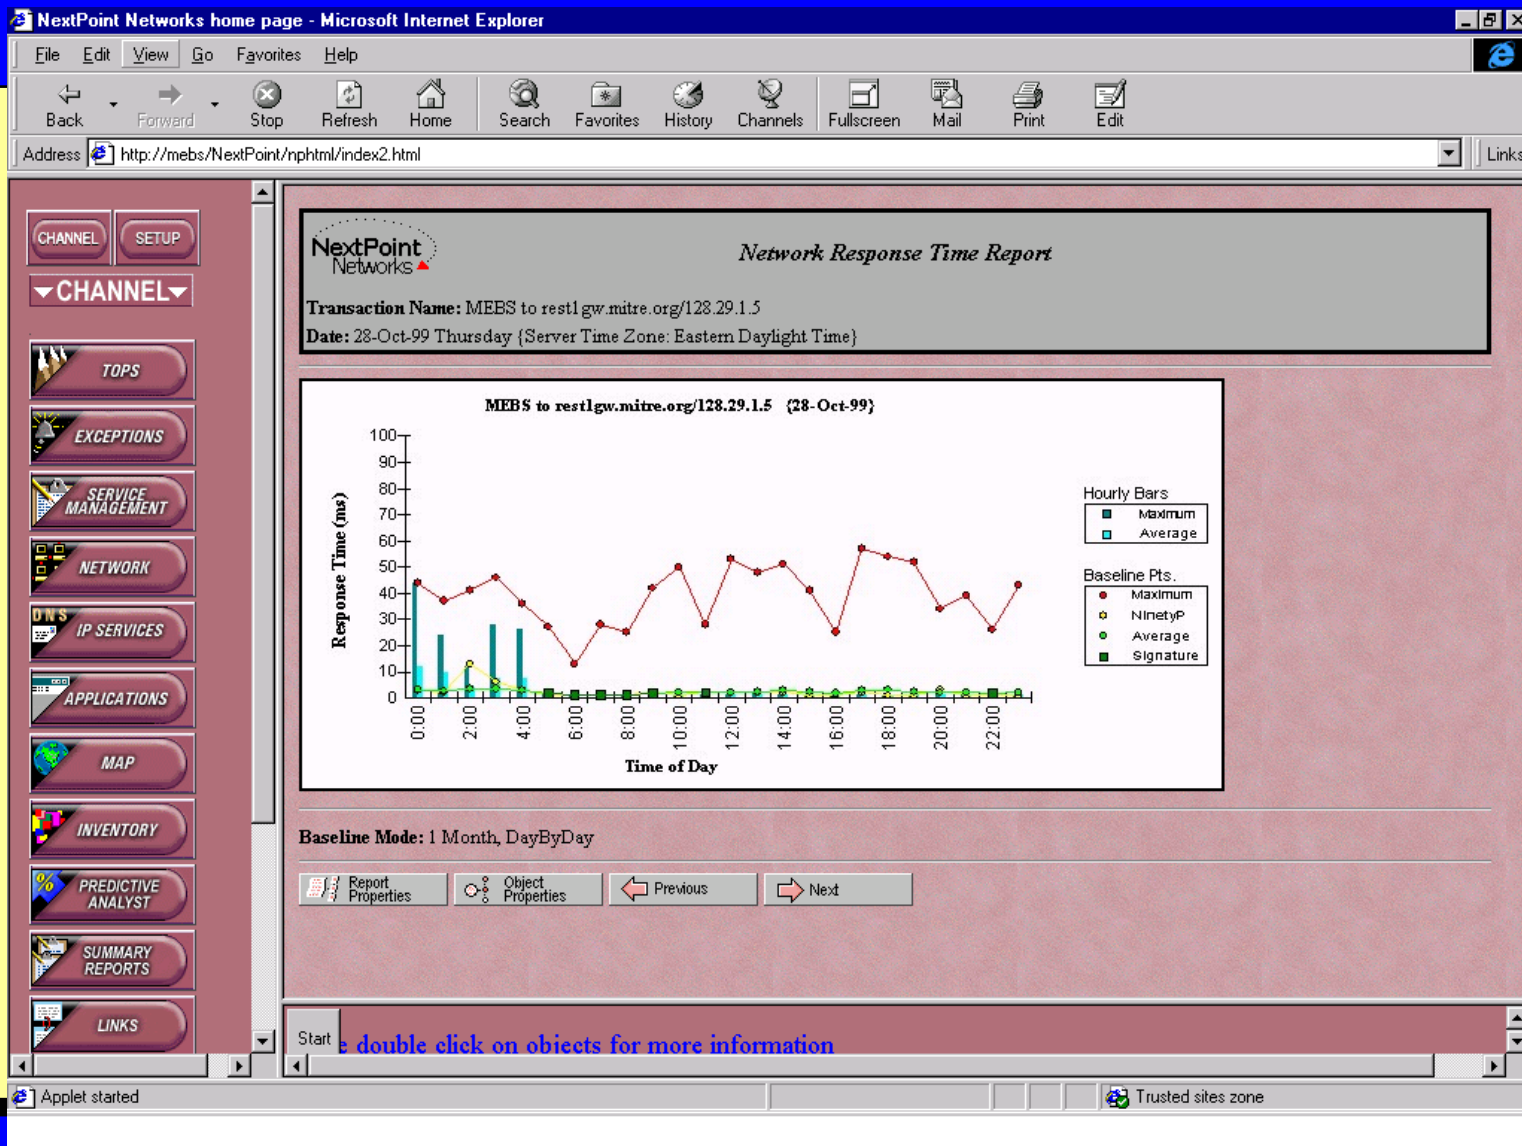 NextPoint Networks home page - Microsoft Internet Explorer
File Edit View Go Favorites Help
Back Forward Stop Refresh Home Search Favorites History Channels Fullscreen Mail Print Edit
Address http://mebs/NextPoint/nphtml/index2.html Links
CHANNEL SETUP
CHANNEL
TOPS
EXCEPTIONS
SERVICE
MANAGEMENT
NETWORK
DNS
IP SERVICES
APPLICATIONS
MAP
INVENTORY
%
PREDICTIVE
ANALYST
SUMMARY
REPORTS
LINKS
NextPoint
Networks
Network Response Time Report
Transaction Name: MEBS to rest1gw.mitre.org/128.29.1.5
Date: 28-Oct-99 Thursday {Server Time Zone: Eastern Daylight Time}
MEBS to rest1gw.mitre.org/128.29.1.5 {28-Oct-99}
Response Time (ms)
100
90
80
70
60
50
40
30
20
10
0
0:00 2:00 4:00 6:00 8:00 10:00 12:00 14:00 16:00 18:00 20:00 22:00
Time of Day
Hourly Bars
Maximum
Average
Baseline Pts.
Maximum
NinetyP
Average
Signature
Baseline Mode: 1 Month, DayByDay
Report
Properties
Object
Properties
Previous
Next
Start
e double click on objects for more information
Applet started
Trusted sites zone